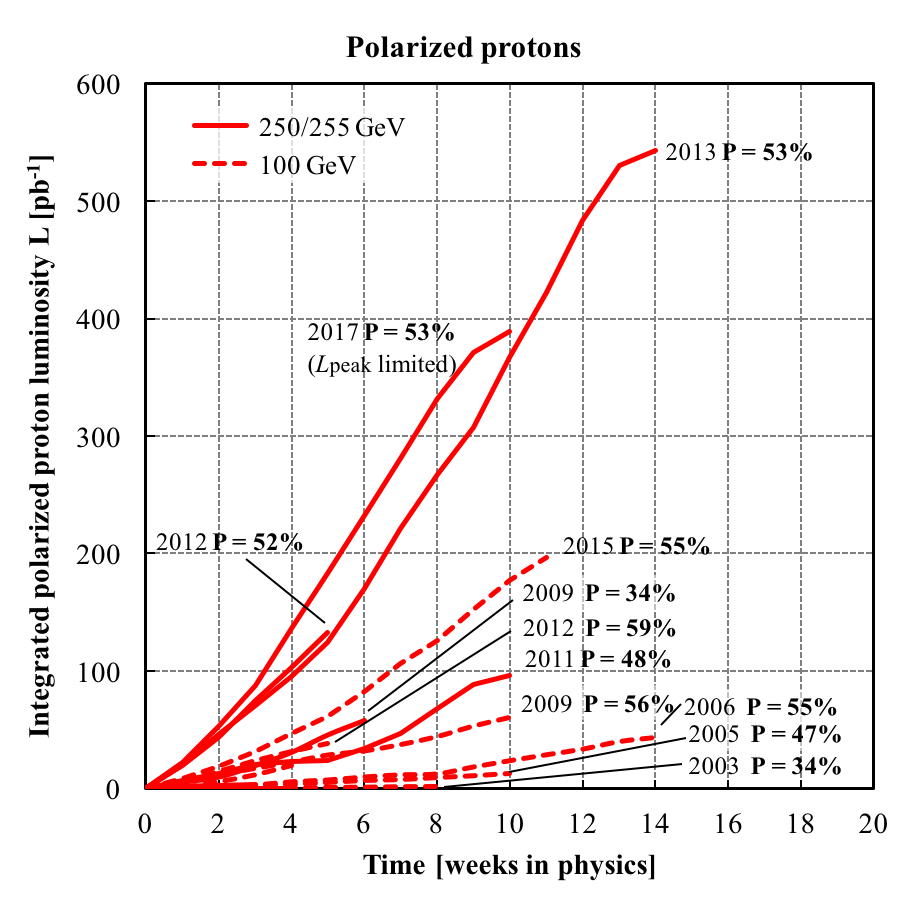 Polarized protons
Integrated polarized proton luminosity L [pb-1]
600
500
400
300
200
100
0
250/255 GeV
100 GeV
2013 P = 53%
2017 P = 53%
(Lpeak limited)
2012 P = 52%
2015 P = 55%
2009 P = 34%
2012 P = 59%
2011 P = 48%
2009 P = 56%
2006 P = 55%
2005 P = 47%
2003 P = 34%
0 2 4 6 8 10 12 14 16 18 20
Time [weeks in physics]